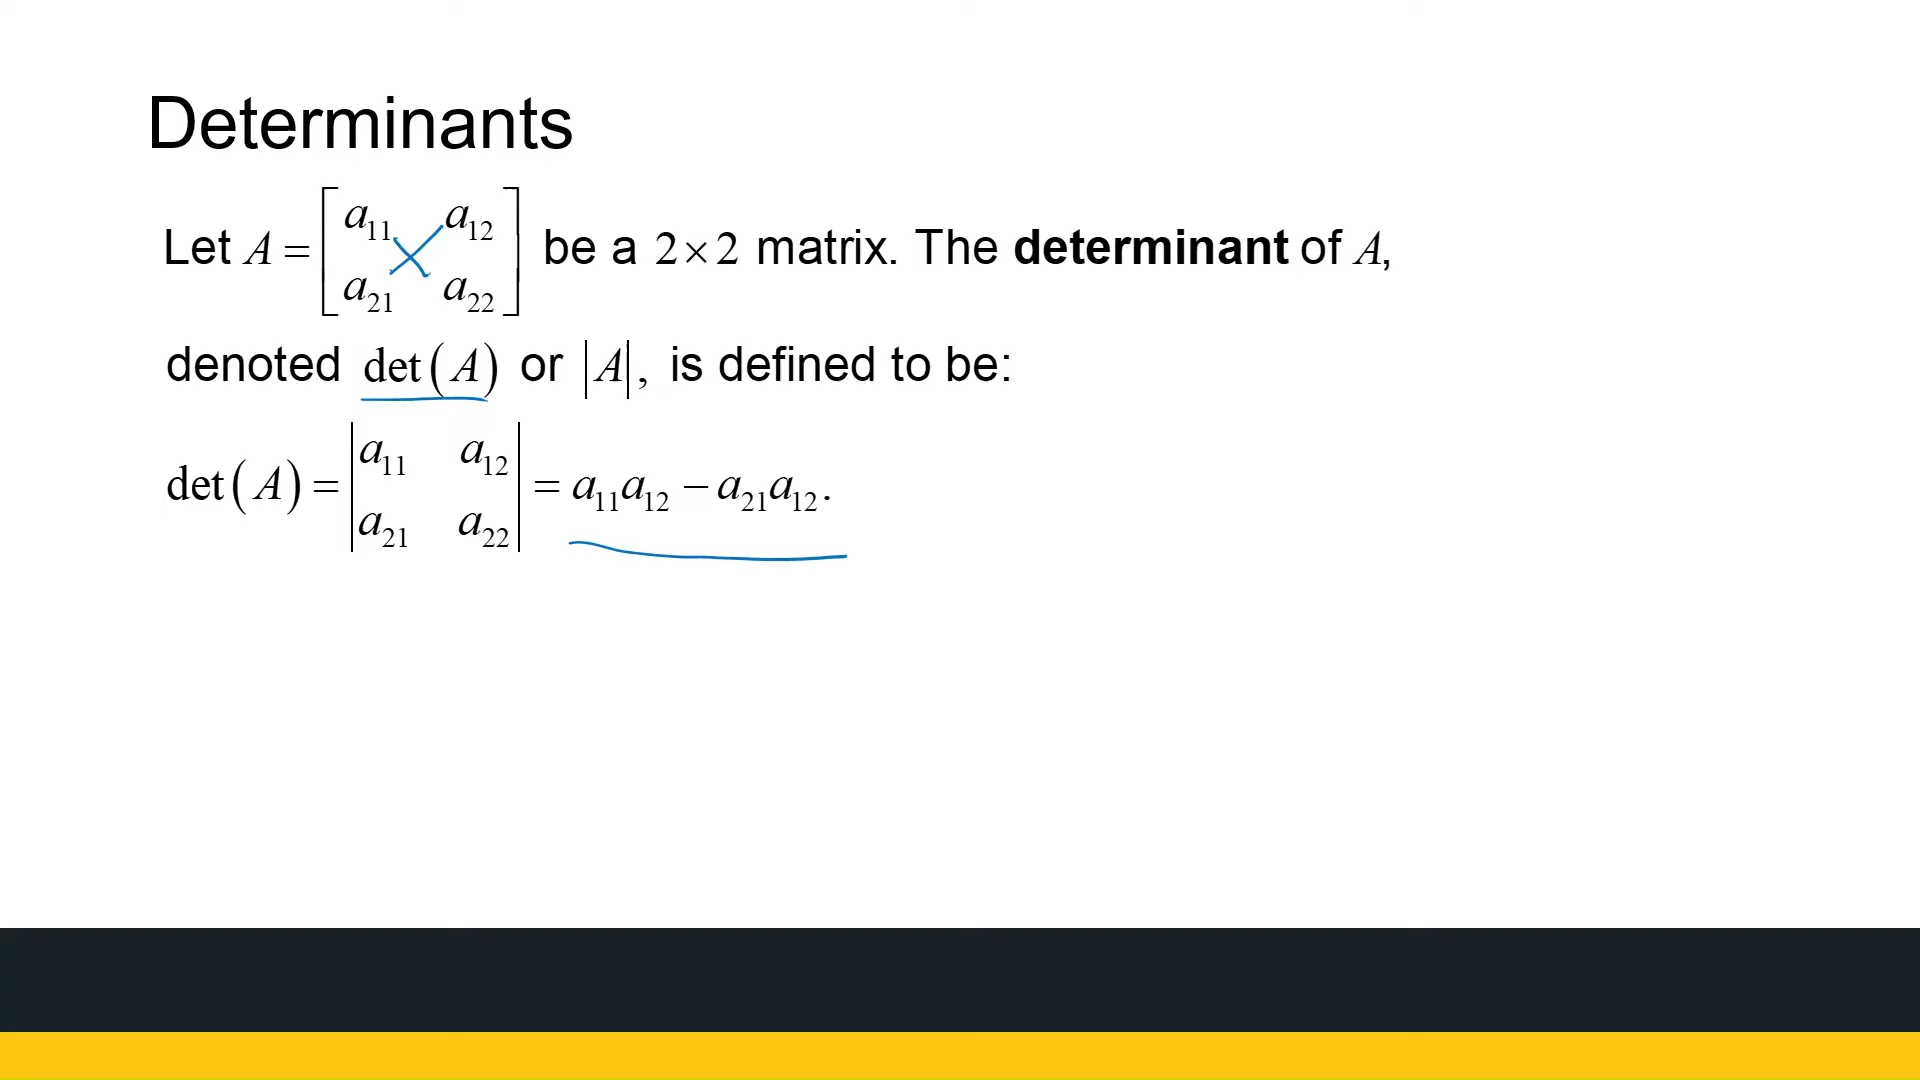 Determinants
Let A = [ a₁₁ a₁₂ ; a₂₁ a₂₂ ] be a 2×2 matrix. The determinant of A,
denoted det(A) or |A|, is defined to be:
det(A) = | a₁₁ a₁₂ ; a₂₁ a₂₂ | = a₁₁a₁₂ − a₂₁a₁₂.